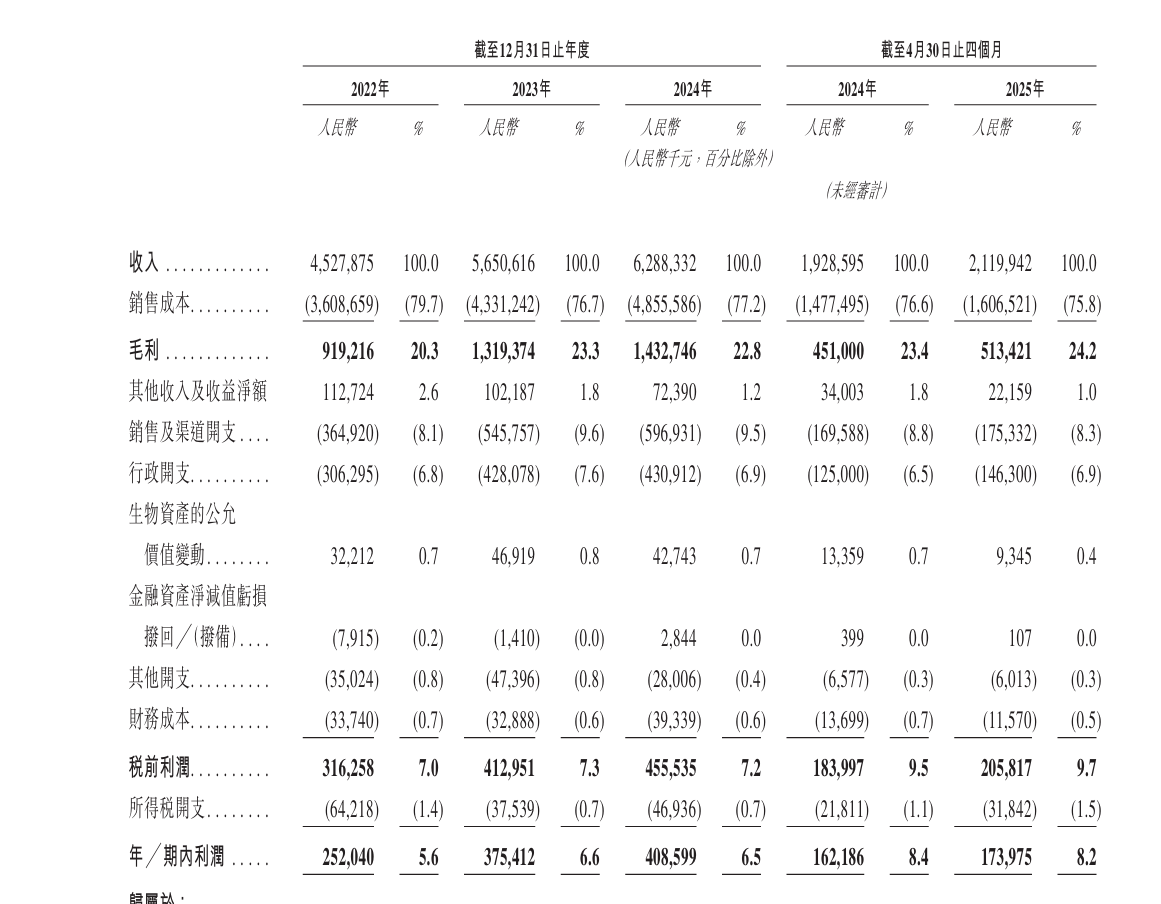 截至12月31日止年度 截至4月30日止四個月
2022年 2023年 2024年 2024年 2025年
人民幣 % 人民幣 % 人民幣 % 人民幣 % 人民幣 %
(人民幣千元，百分比除外)
(未經審計)
收入 ............. 4,527,875 100.0 5,650,616 100.0 6,288,332 100.0 1,928,595 100.0 2,119,942 100.0
銷售成本.......... (3,608,659) (79.7) (4,331,242) (76.7) (4,855,586) (77.2) (1,477,495) (76.6) (1,606,521) (75.8)
毛利 ............. 919,216 20.3 1,319,374 23.3 1,432,746 22.8 451,000 23.4 513,421 24.2
其他收入及收益淨額 112,724 2.6 102,187 1.8 72,390 1.2 34,003 1.8 22,159 1.0
銷售及渠道開支.... (364,920) (8.1) (545,757) (9.6) (596,931) (9.5) (169,588) (8.8) (175,332) (8.3)
行政開支.......... (306,295) (6.8) (428,078) (7.6) (430,912) (6.9) (125,000) (6.5) (146,300) (6.9)
生物資產的公允
價值變動........ 32,212 0.7 46,919 0.8 42,743 0.7 13,359 0.7 9,345 0.4
金融資產淨減值虧損
撥回／(撥備).... (7,915) (0.2) (1,410) (0.0) 2,844 0.0 399 0.0 107 0.0
其他開支.......... (35,024) (0.8) (47,396) (0.8) (28,006) (0.4) (6,577) (0.3) (6,013) (0.3)
財務成本.......... (33,740) (0.7) (32,888) (0.6) (39,339) (0.6) (13,699) (0.7) (11,570) (0.5)
税前利潤.......... 316,258 7.0 412,951 7.3 455,535 7.2 183,997 9.5 205,817 9.7
所得税開支........ (64,218) (1.4) (37,539) (0.7) (46,936) (0.7) (21,811) (1.1) (31,842) (1.5)
年／期內利潤 ..... 252,040 5.6 375,412 6.6 408,599 6.5 162,186 8.4 173,975 8.2
歸屬於：